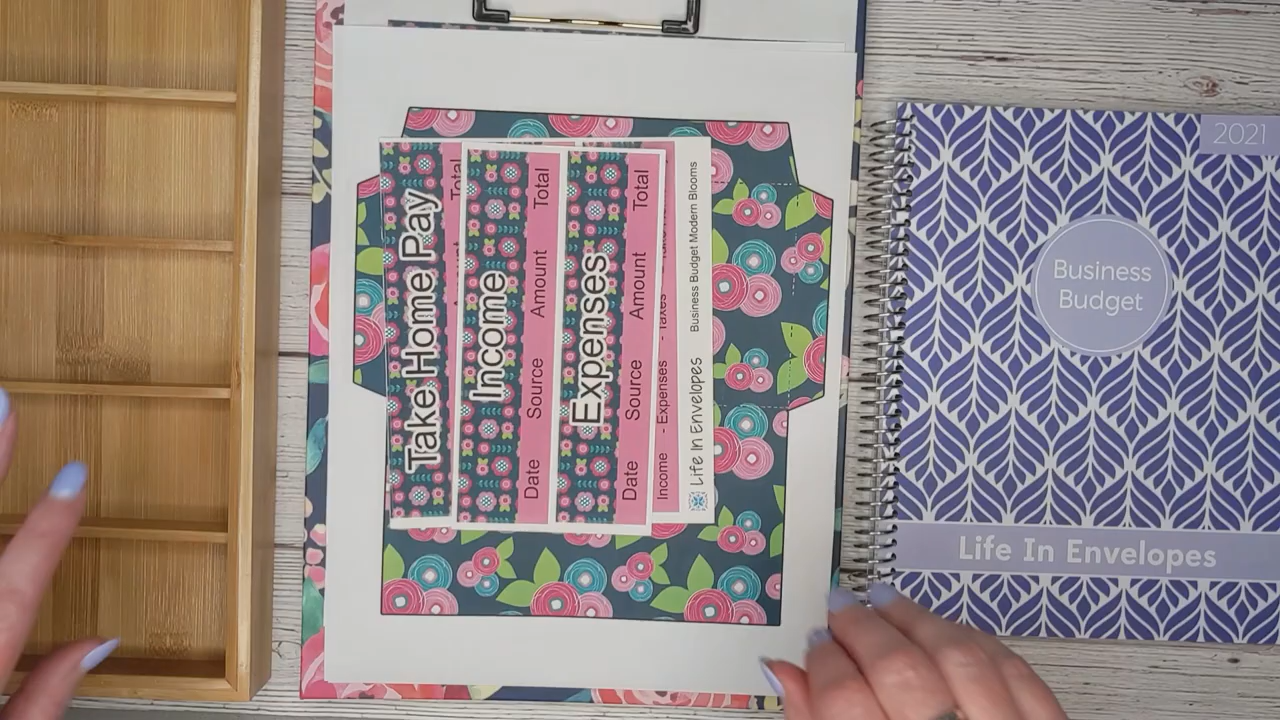 Take Home Pay
Total
Income
Date Source Amount Total
Expenses
Date Source Amount Total
Income - Expenses - Taxes
Life In Envelopes Business Budget Modern Blooms
2021
Business
Budget
Life In Envelopes